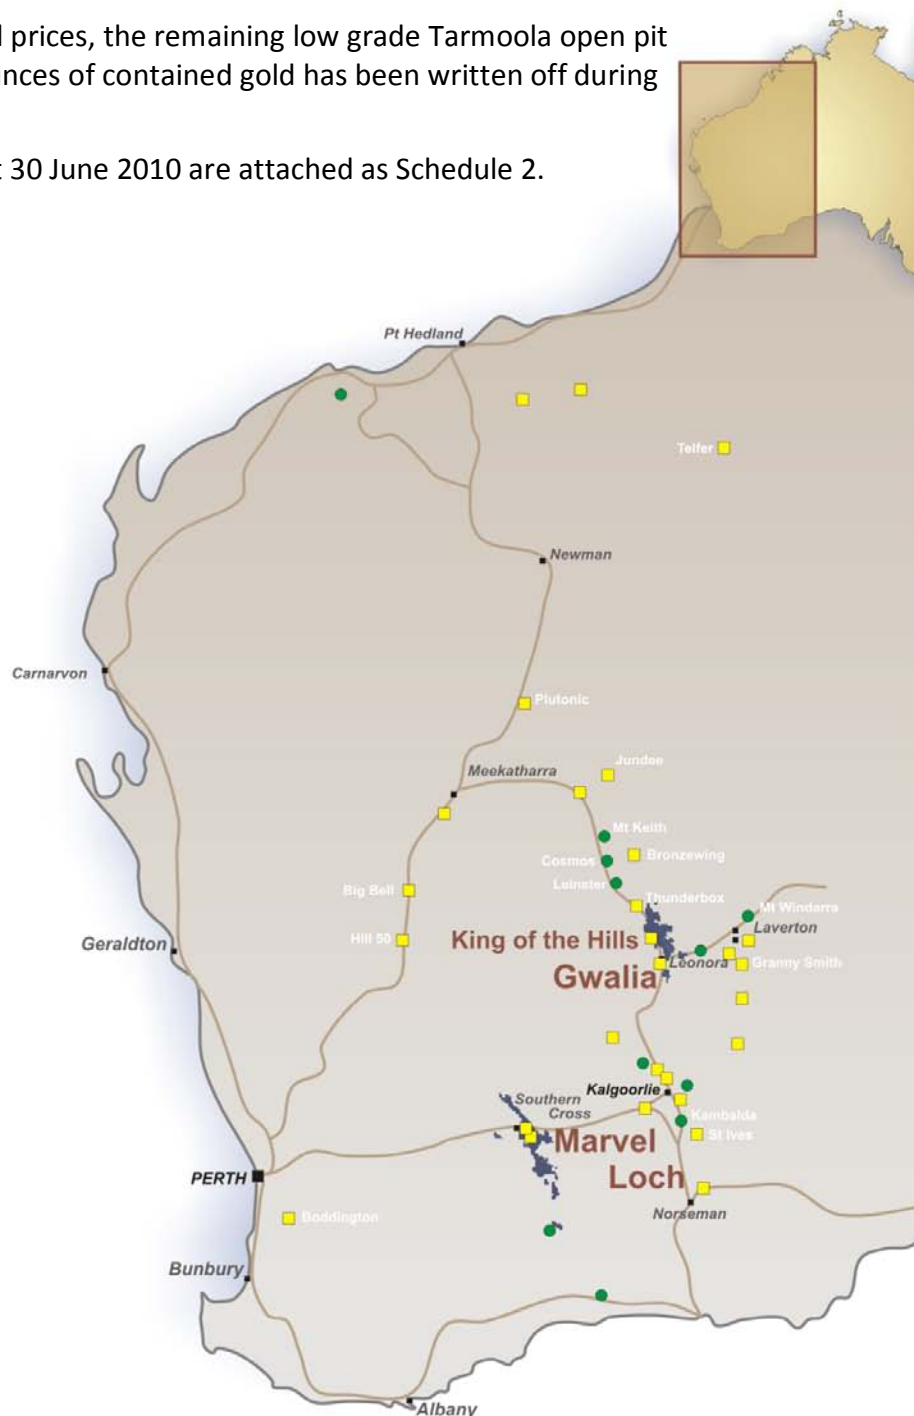 l prices, the remaining low grade Tarmoola open pit
nces of contained gold has been written off during
t 30 June 2010 are attached as Schedule 2.
Pt Hedland
Telfer
Newman
Carnarvon
Plutonic
Jundee
Meekatharra
Mt Keith
Bronzewing
Cosmos
Leinster
Big Bell
Thunderbox
Mt Windarra
Laverton
Hill 50
King of the Hills
Geraldton
Leonora
Granny Smith
Gwalia
Kalgoorlie
Southern
Cross
Kambalda
St Ives
Marvel
Loch
PERTH
Norseman
Boddington
Bunbury
Albany